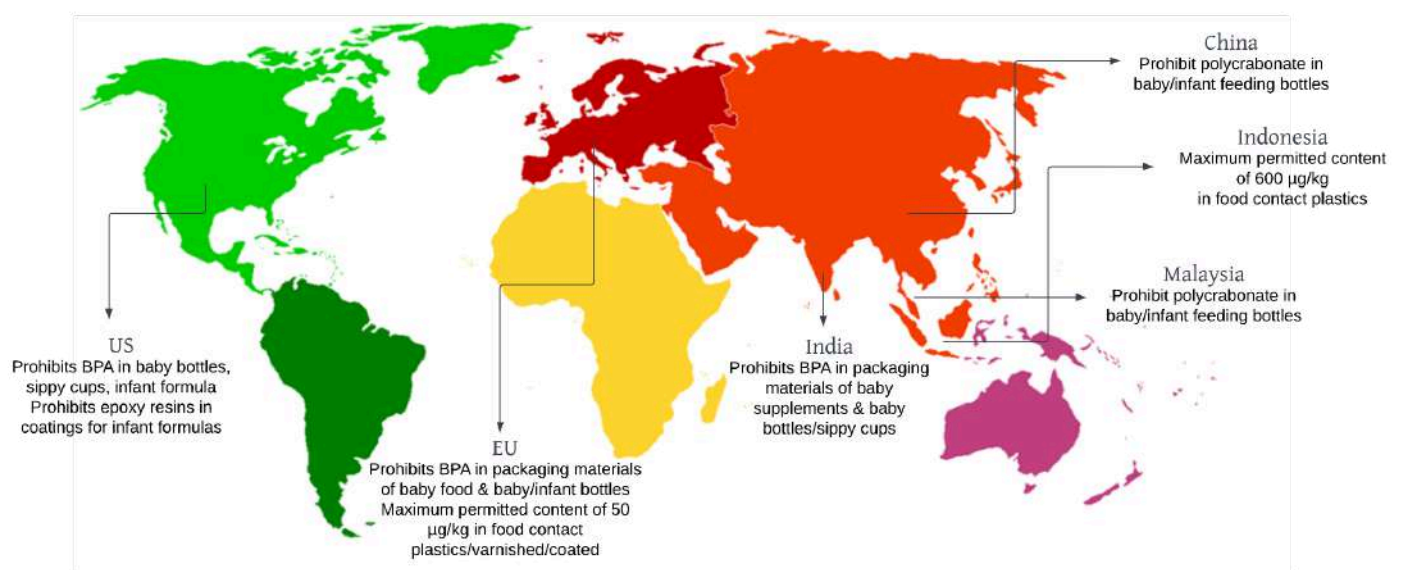 China
Prohibit polycrabonate in
baby/infant feeding bottles
Indonesia
Maximum permitted content
of 600 µg/kg
in food contact plastics
Malaysia
Prohibit polycrabonate in
baby/infant feeding bottles
India
Prohibits BPA in packaging
materials of baby
supplements & baby
bottles/sippy cups
US
Prohibits BPA in baby bottles,
sippy cups, infant formula
Prohibits epoxy resins in
coatings for infant formulas
EU
Prohibits BPA in packaging materials
of baby food & baby/infant bottles
Maximum permitted content of 50
µg/kg in food contact
plastics/varnished/coated